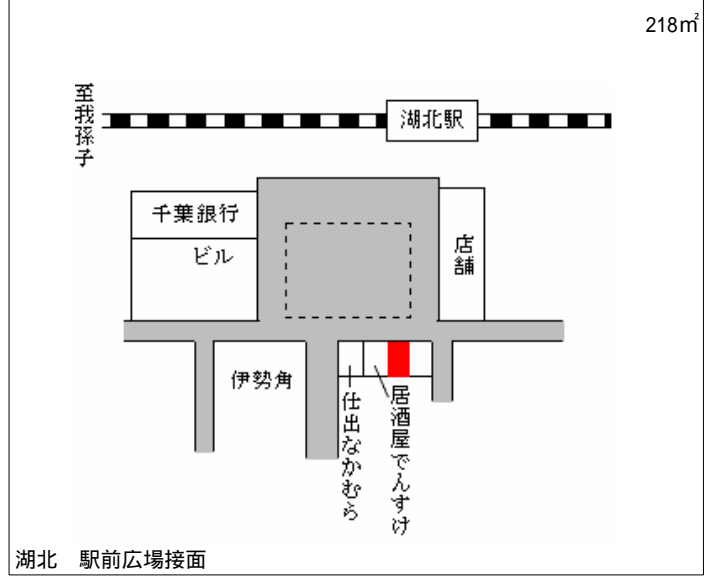 218㎡
至我孫子
湖北駅
千葉銀行
ビル
店舗
伊勢角
仕出なかむら
居酒屋でんすけ
湖北　駅前広場接面